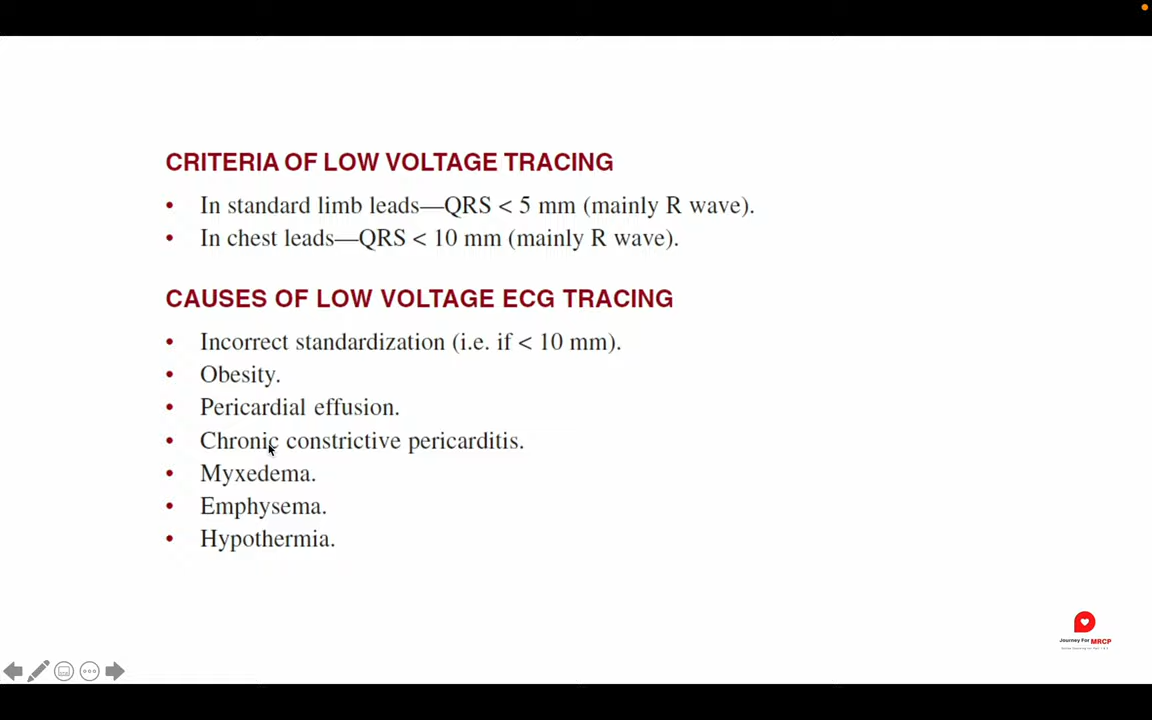 CRITERIA OF LOW VOLTAGE TRACING
• In standard limb leads—QRS < 5 mm (mainly R wave).
• In chest leads—QRS < 10 mm (mainly R wave).
CAUSES OF LOW VOLTAGE ECG TRACING
• Incorrect standardization (i.e. if < 10 mm).
• Obesity.
• Pericardial effusion.
• Chronic constrictive pericarditis.
• Myxedema.
• Emphysema.
• Hypothermia.
Journey For MRCP